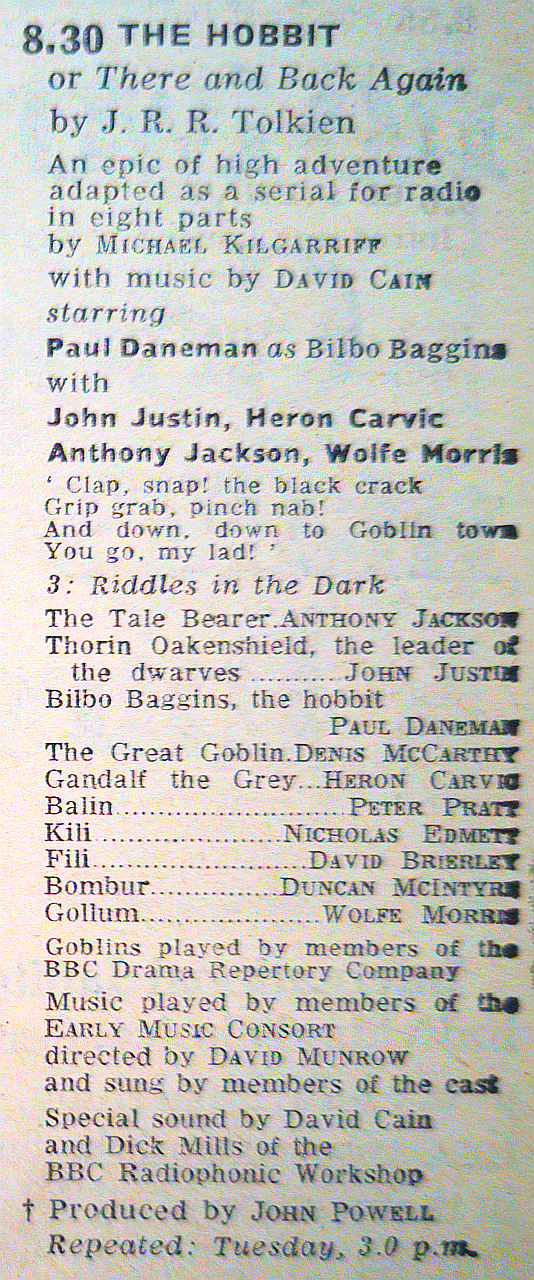 8.30 THE HOBBIT
or There and Back Again
by J. R. R. Tolkien
An epic of high adventure
adapted as a serial for radio
in eight parts
by MICHAEL KILGARRIFF
with music by DAVID CAIN
starring
Paul Daneman as Bilbo Baggins
with
John Justin, Heron Carvic
Anthony Jackson, Wolfe Morris
‘ Clap, snap! the black crack
Grip grab, pinch nab!
And down, down to Goblin town
You go, my lad! ’
3: Riddles in the Dark
The Tale Bearer.ANTHONY JACKSON
Thorin Oakenshield, the leader of
the dwarves ..........JOHN JUSTIN
Bilbo Baggins, the hobbit
PAUL DANEMAN
The Great Goblin.DENIS MCCARTHY
Gandalf the Grey...HERON CARVIC
Balin...........................PETER PRATT
Kili......................NICHOLAS EDMETT
Fili.........................DAVID BRIERLEY
Bombur...............DUNCAN MCINTYRE
Gollum.....................WOLFE MORRIS
Goblins played by members of the
BBC Drama Repertory Company
Music played by members of the
EARLY MUSIC CONSORT
directed by DAVID MUNROW
and sung by members of the cast
Special sound by David Cain
and Dick Mills of the
BBC Radiophonic Workshop
† Produced by JOHN POWELL
Repeated: Tuesday, 3.0 p.m.